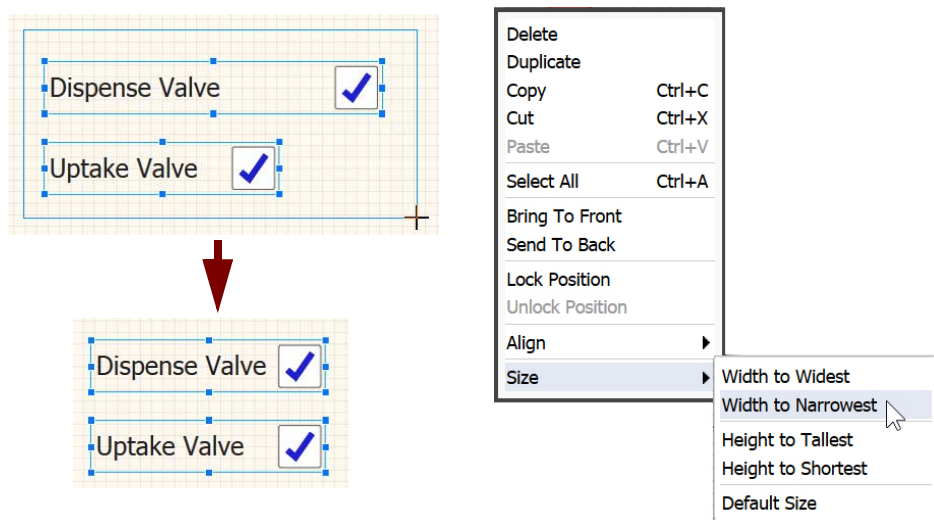 Dispense Valve
Uptake Valve
Dispense Valve
Uptake Valve
Delete
Duplicate
Copy Ctrl+C
Cut Ctrl+X
Paste Ctrl+V
Select All Ctrl+A
Bring To Front
Send To Back
Lock Position
Unlock Position
Align
Size
Width to Widest
Width to Narrowest
Height to Tallest
Height to Shortest
Default Size